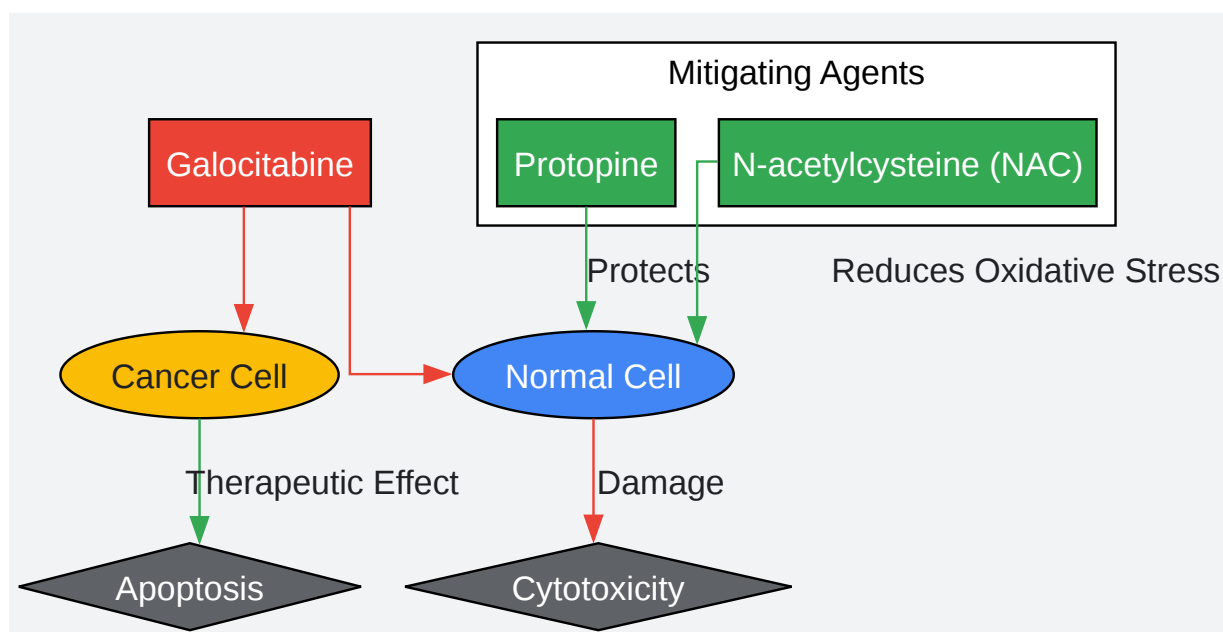 Mitigating Agents
Galocitabine
Protopine
N-acetylcysteine (NAC)
Protects
Reduces Oxidative Stress
Cancer Cell
Normal Cell
Therapeutic Effect
Damage
Apoptosis
Cytotoxicity